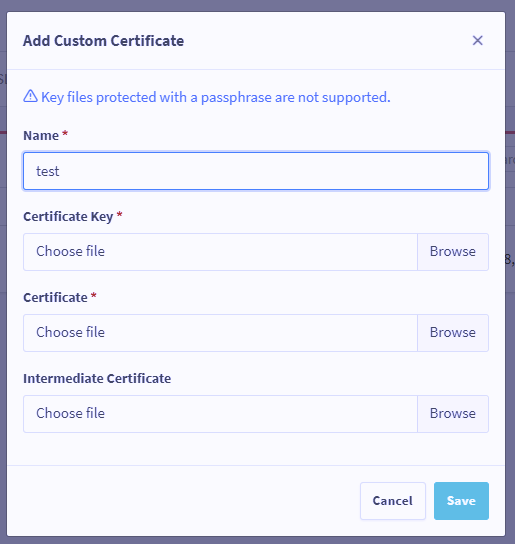 Add Custom Certificate
Key files protected with a passphrase are not supported.
Name *
test
Certificate Key *
Choose file
Browse
Certificate *
Choose file
Browse
Intermediate Certificate
Choose file
Browse
Cancel
Save